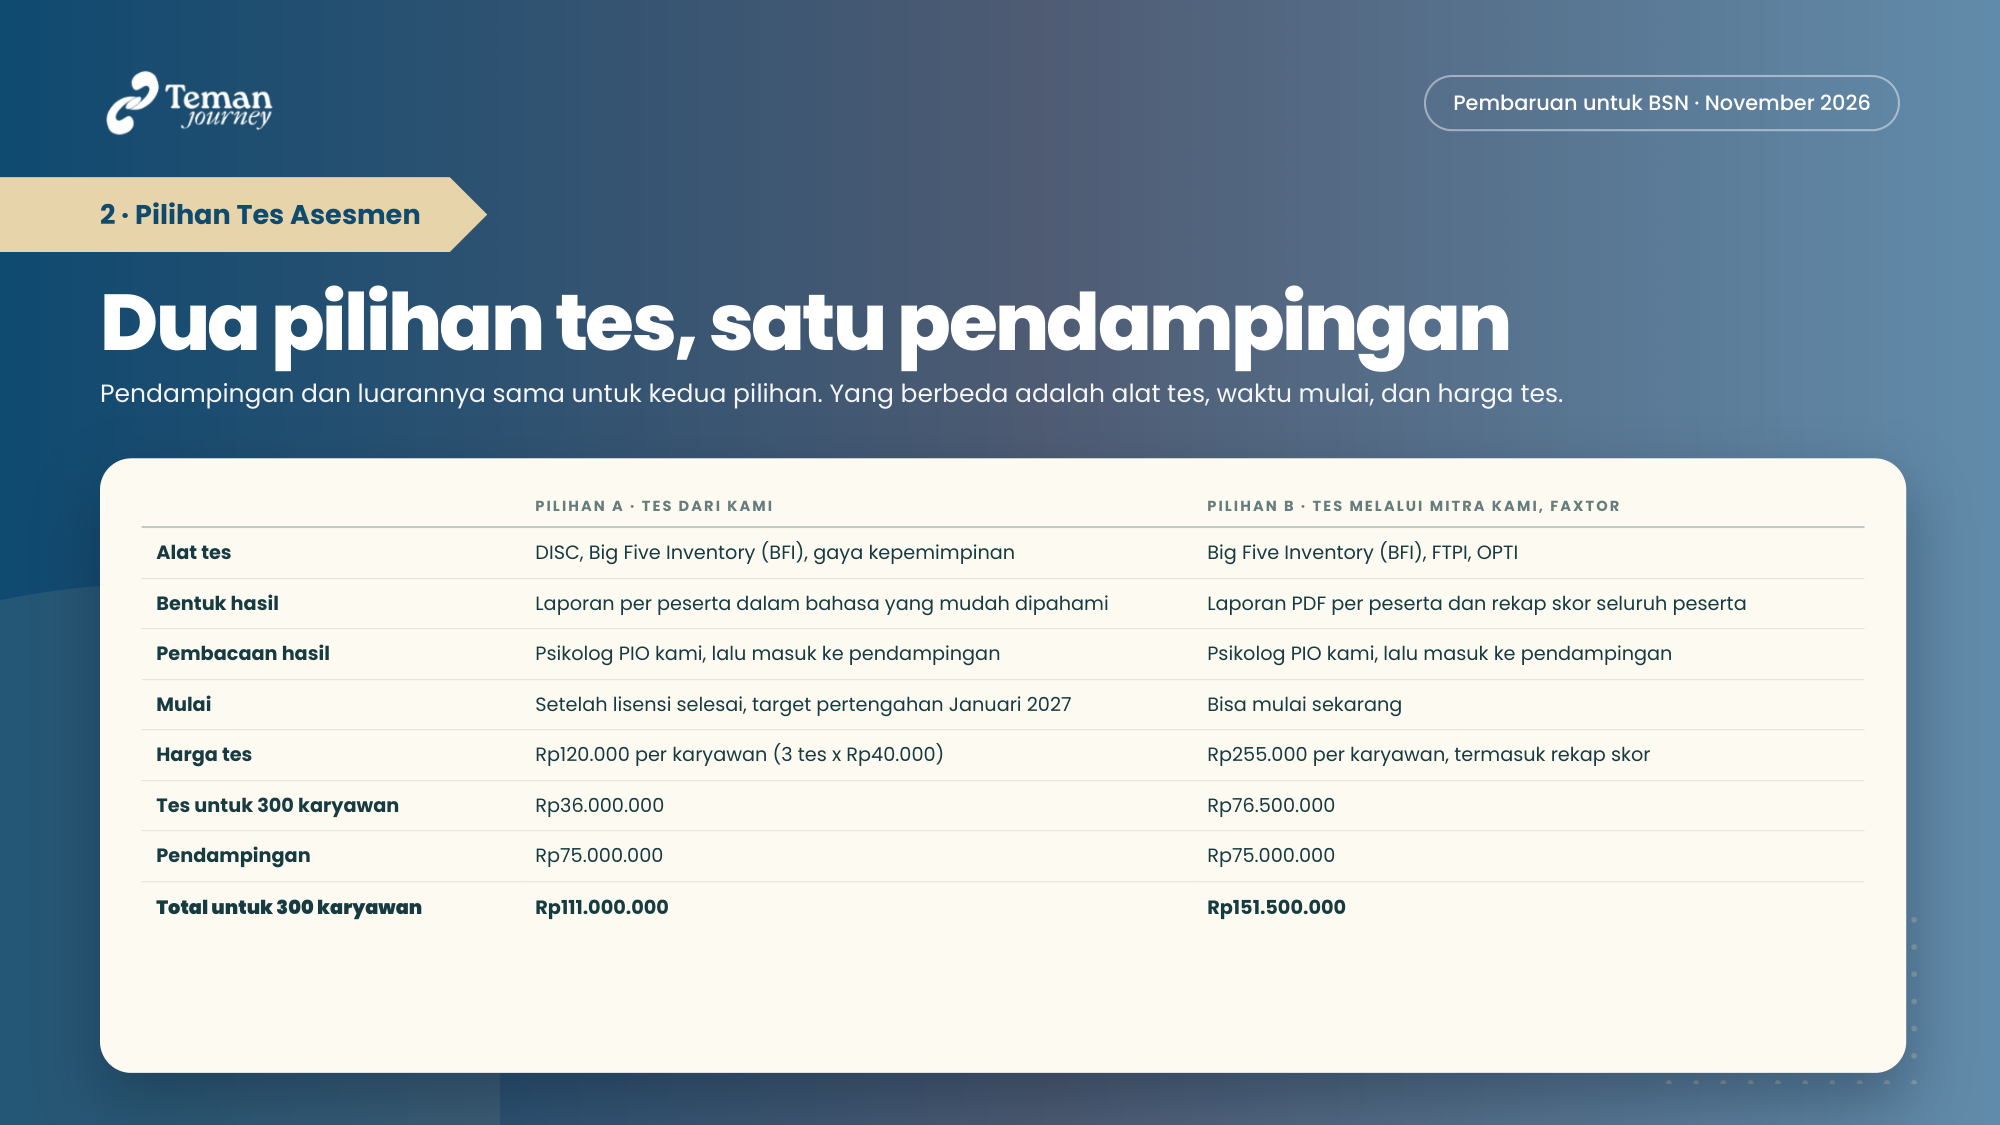 Teman
journey
Pembaruan untuk BSN · November 2026
2 · Pilihan Tes Asesmen
Dua pilihan tes, satu pendampingan
Pendampingan dan luarannya sama untuk kedua pilihan. Yang berbeda adalah alat tes, waktu mulai, dan harga tes.
PILIHAN A · TES DARI KAMI PILIHAN B · TES MELALUI MITRA KAMI, FAXTOR
Alat tes DISC, Big Five Inventory (BFI), gaya kepemimpinan Big Five Inventory (BFI), FTPI, OPTI
Bentuk hasil Laporan per peserta dalam bahasa yang mudah dipahami Laporan PDF per peserta dan rekap skor seluruh peserta
Pembacaan hasil Psikolog PIO kami, lalu masuk ke pendampingan Psikolog PIO kami, lalu masuk ke pendampingan
Mulai Setelah lisensi selesai, target pertengahan Januari 2027 Bisa mulai sekarang
Harga tes Rp120.000 per karyawan (3 tes x Rp40.000) Rp255.000 per karyawan, termasuk rekap skor
Tes untuk 300 karyawan Rp36.000.000 Rp76.500.000
Pendampingan Rp75.000.000 Rp75.000.000
Total untuk 300 karyawan Rp111.000.000 Rp151.500.000